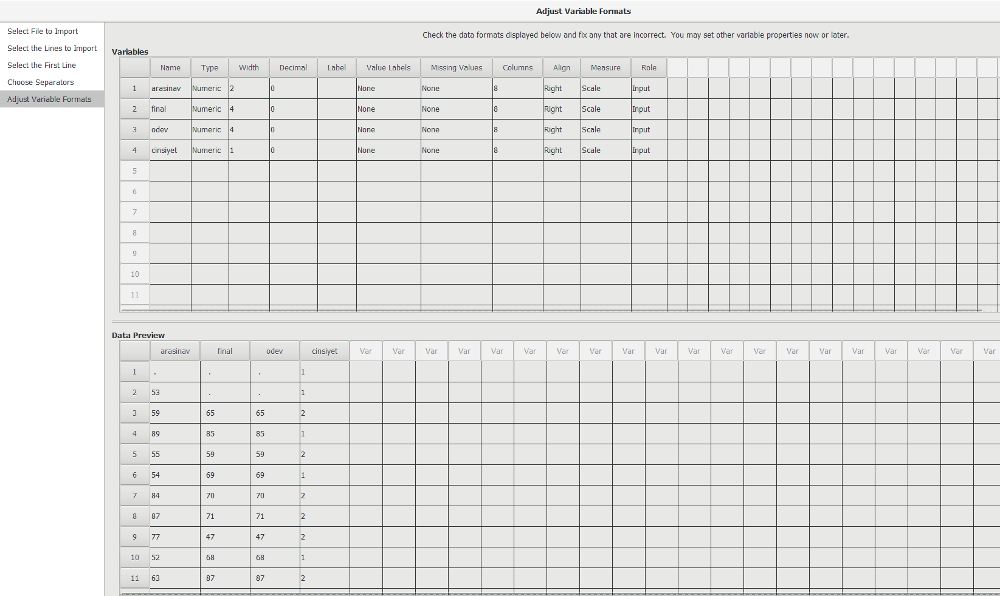 Adjust Variable Formats
Select File to Import
Select the Lines to Import
Select the First Line
Choose Separators
Adjust Variable Formats
Check the data formats displayed below and fix any that are incorrect.  You may set other variable properties now or later.
Variables
Name Type Width Decimal Label Value Labels Missing Values Columns Align Measure Role
1 arasinav Numeric 2 0 None None 8 Right Scale Input
2 final Numeric 4 0 None None 8 Right Scale Input
3 odev Numeric 4 0 None None 8 Right Scale Input
4 cinsiyet Numeric 1 0 None None 8 Right Scale Input
5
6
7
8
9
10
11
Data Preview
arasinav final odev cinsiyet Var Var Var Var Var Var Var Var Var Var Var Var Var Var Var Var Var Var Var Var
1 . . . 1
2 53 . . 1
3 59 65 65 2
4 89 85 85 1
5 55 59 59 2
6 54 69 69 1
7 84 70 70 2
8 87 71 71 2
9 77 47 47 2
10 52 68 68 1
11 63 87 87 2